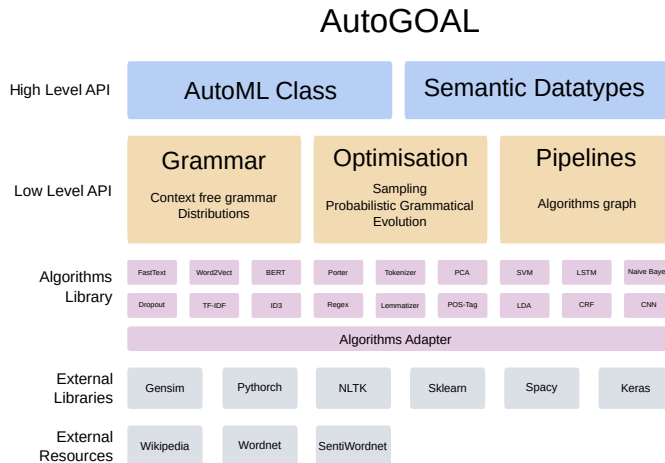 AutoGOAL
High Level API
AutoML Class
Semantic Datatypes
Low Level API
Grammar
Context free grammar
Distributions
Optimisation
Sampling
Probabilistic Grammatical
Evolution
Pipelines
Algorithms graph
Algorithms
Library
FastText Word2Vect BERT Porter Tokenizer PCA SVM LSTM Naive Baye
Dropout TF-IDF ID3 Regex Lemmatizer POS-Tag LDA CRF CNN
Algorithms Adapter
External
Libraries
Gensim Pythorch NLTK Sklearn Spacy Keras
External
Resources
Wikipedia Wordnet SentiWordnet